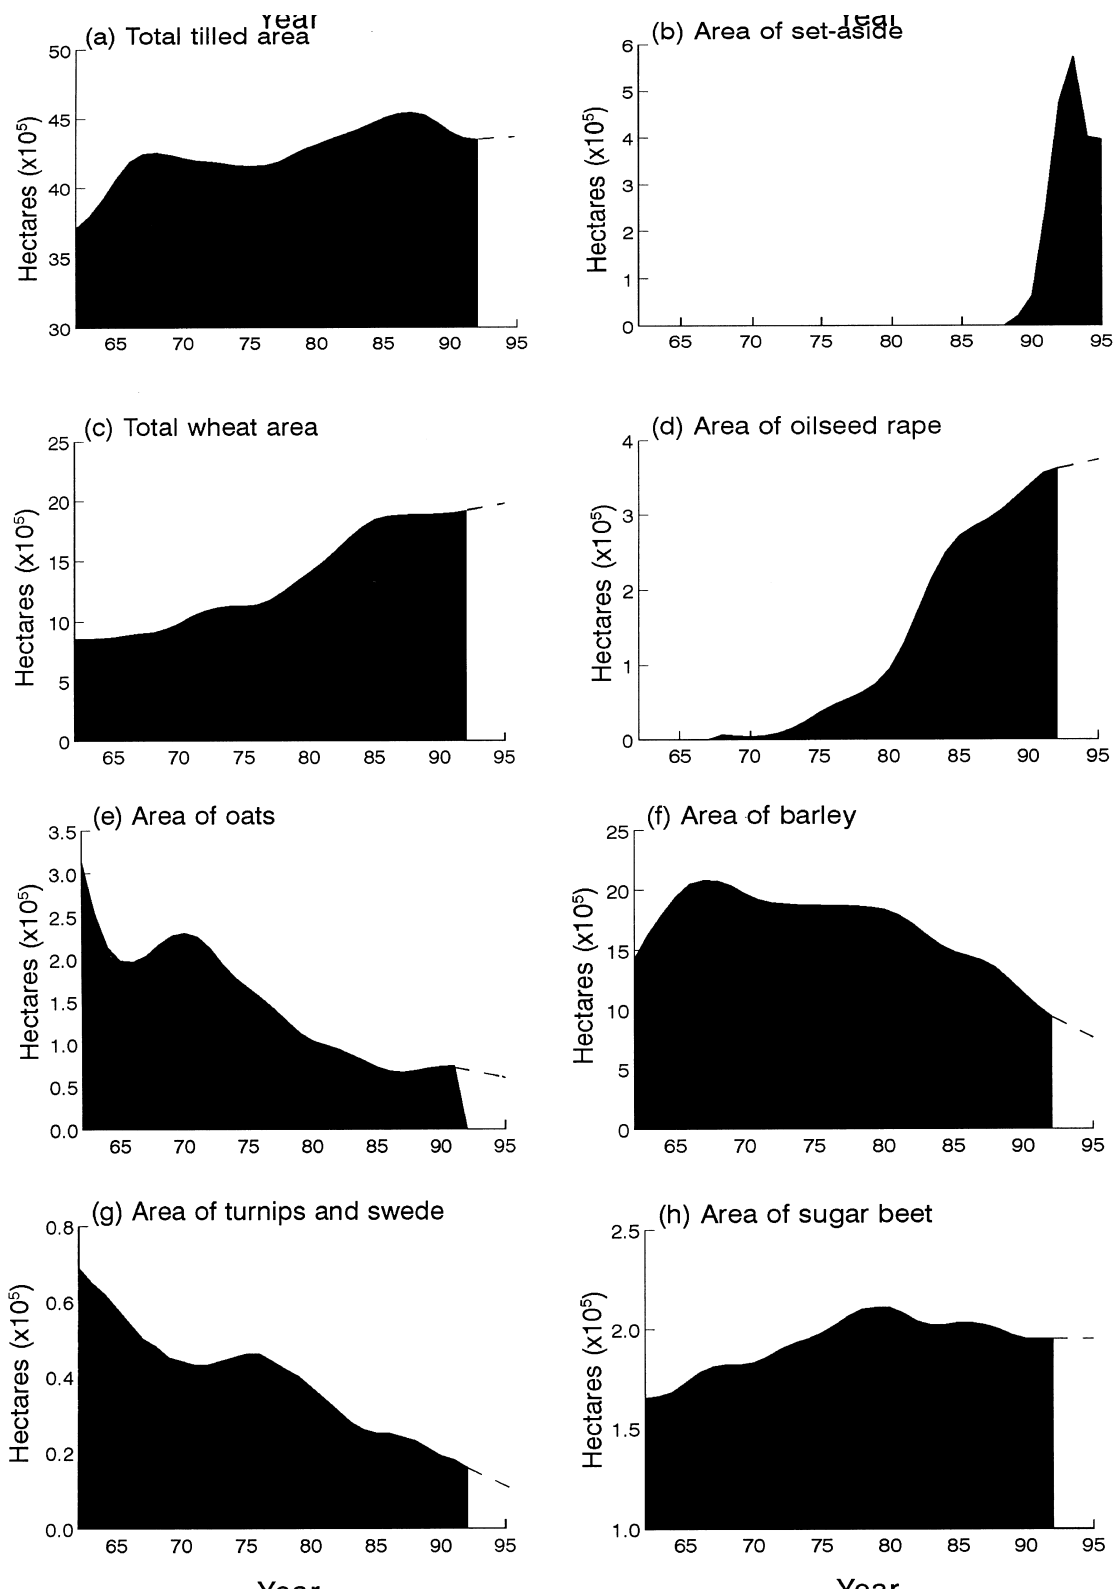 Year
Year
(a) Total tilled area
50
45
40
35
30
Hectares (x10⁵)
65 70 75 80 85 90 95
(b) Area of set-aside
6
5
4
3
2
1
0
Hectares (x10⁵)
65 70 75 80 85 90 95
(c) Total wheat area
25
20
15
10
5
0
Hectares (x10⁵)
65 70 75 80 85 90 95
(d) Area of oilseed rape
4
3
2
1
0
Hectares (x10⁵)
65 70 75 80 85 90 95
(e) Area of oats
3.5
3.0
2.5
2.0
1.5
1.0
0.5
0.0
Hectares (x10⁵)
65 70 75 80 85 90 95
(f) Area of barley
25
20
15
10
5
0
Hectares (x10⁵)
65 70 75 80 85 90 95
(g) Area of turnips and swede
0.8
0.6
0.4
0.2
0.0
Hectares (x10⁵)
65 70 75 80 85 90 95
(h) Area of sugar beet
2.5
2.0
1.5
1.0
Hectares (x10⁵)
65 70 75 80 85 90 95
Year
Year